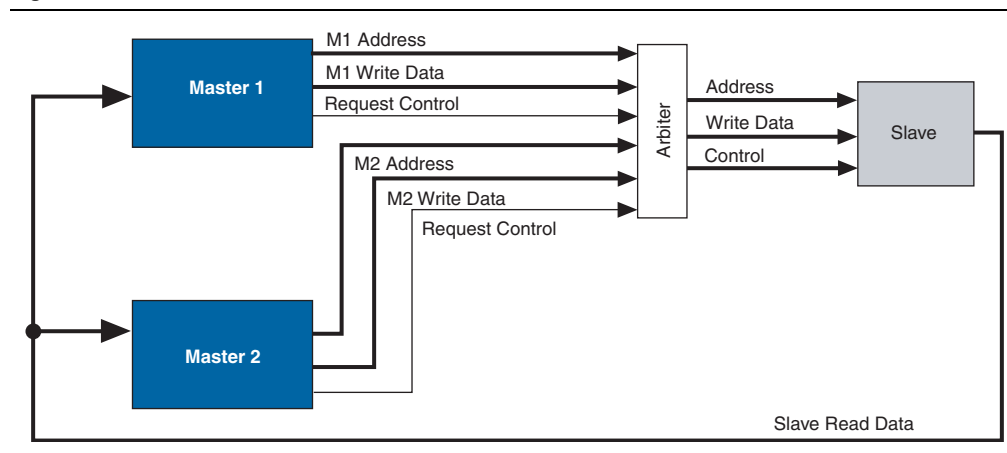 Master 1
M1 Address
M1 Write Data
Request Control
M2 Address
M2 Write Data
Request Control
Arbiter
Address
Write Data
Control
Slave
Master 2
Slave Read Data